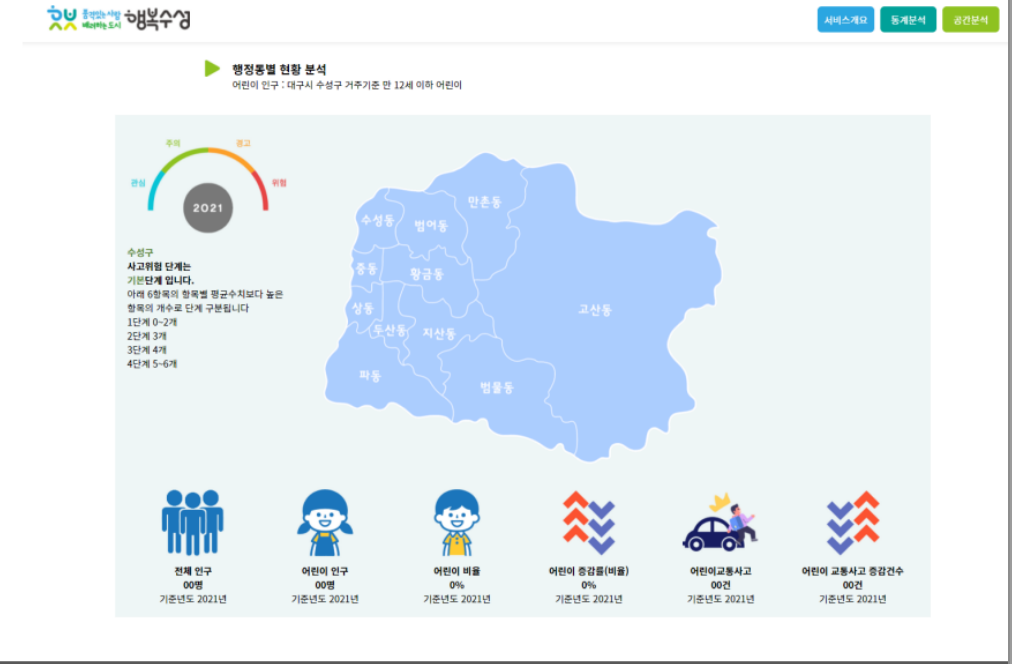 품격있는사람
배려하는도시
행복수성
서비스개요
통계분석
공간분석
행정동별 현황 분석
어린이 인구 : 대구시 수성구 거주기준 만 12세 이하 어린이
주의
경고
관심
위험
2021
수성구
사고위험 단계는
기본단계 입니다.
아래 6항목의 항목별 평균수치보다 높은
항목의 개수로 단계 구분됩니다
1단계 0~2개
2단계 3개
3단계 4개
4단계 5~6개
만촌동
수성동
범어동
중동
황금동
상동
고산동
두산동
지산동
파동
범물동
전체 인구
00명
기준년도 2021년
어린이 인구
00명
기준년도 2021년
어린이 비율
0%
기준년도 2021년
어린이 증감률(비율)
0%
기준년도 2021년
어린이교통사고
00건
기준년도 2021년
어린이 교통사고 증감건수
00건
기준년도 2021년